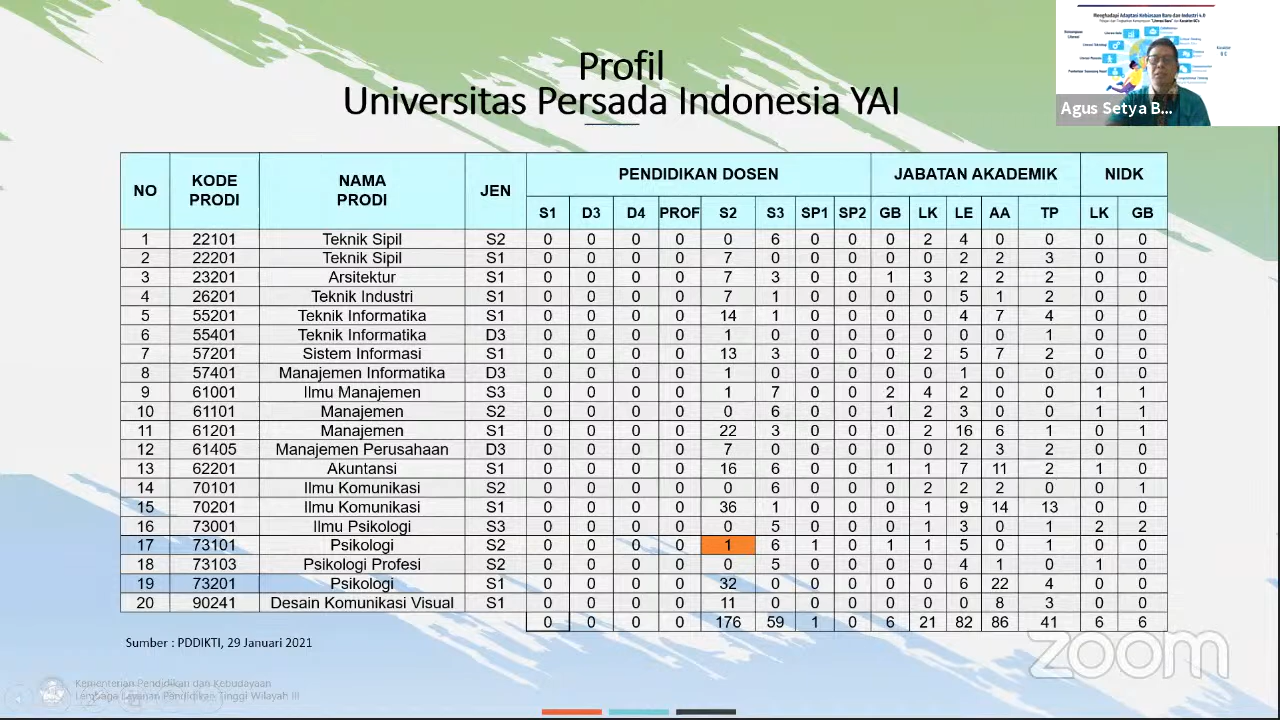 Profil
Universitas Persada Indonesia YAI
Menghadapi Adaptasi Kebiasaan Baru dan Industri 4.0
Agus Setya B...
NO KODE PRODI NAMA PRODI JEN PENDIDIKAN DOSEN JABATAN AKADEMIK NIDK
S1 D3 D4 PROF S2 S3 SP1 SP2 GB LK LE AA TP LK GB
1 22101 Teknik Sipil S2 0 0 0 0 0 6 0 0 0 2 4 0 0 0 0
2 22201 Teknik Sipil S1 0 0 0 0 7 0 0 0 0 0 2 2 3 0 0
3 23201 Arsitektur S1 0 0 0 0 7 3 0 0 1 3 2 2 2 0 0
4 26201 Teknik Industri S1 0 0 0 0 7 1 0 0 0 0 5 1 2 0 0
5 55201 Teknik Informatika S1 0 0 0 0 14 1 0 0 0 0 4 7 4 0 0
6 55401 Teknik Informatika D3 0 0 0 0 1 0 0 0 0 0 0 0 1 0 0
7 57201 Sistem Informasi S1 0 0 0 0 13 3 0 0 0 2 5 7 2 0 0
8 57401 Manajemen Informatika D3 0 0 0 0 1 0 0 0 0 0 1 0 0 0 0
9 61001 Ilmu Manajemen S3 0 0 0 0 1 7 0 0 2 4 2 0 0 1 1
10 61101 Manajemen S2 0 0 0 0 0 6 0 0 1 2 3 0 0 1 1
11 61201 Manajemen S1 0 0 0 0 22 3 0 0 0 2 16 6 1 0 1
12 61405 Manajemen Perusahaan D3 0 0 0 0 7 0 0 0 0 0 2 3 2 0 0
13 62201 Akuntansi S1 0 0 0 0 16 6 0 0 1 1 7 11 2 1 0
14 70101 Ilmu Komunikasi S2 0 0 0 0 0 6 0 0 0 2 2 2 0 0 1
15 70201 Ilmu Komunikasi S1 0 0 0 0 36 1 0 0 0 1 9 14 13 0 0
16 73001 Ilmu Psikologi S3 0 0 0 0 0 5 0 0 0 1 3 0 1 2 2
17 73101 Psikologi S2 0 0 0 0 1 6 1 0 1 1 5 0 1 0 0
18 73103 Psikologi Profesi S2 0 0 0 0 0 5 0 0 0 0 4 1 0 1 0
19 73201 Psikologi S1 0 0 0 0 32 0 0 0 0 0 6 22 4 0 0
20 90241 Desain Komunikasi Visual S1 0 0 0 0 11 0 0 0 0 0 0 8 3 0 0
0 0 0 0 176 59 1 0 6 21 82 86 41 6 6
Sumber : PDDIKTI, 29 Januari 2021
zoom
Kementerian Pendidikan dan Kebudayaan
Lembaga Layanan Pendidikan Tinggi Wilayah III